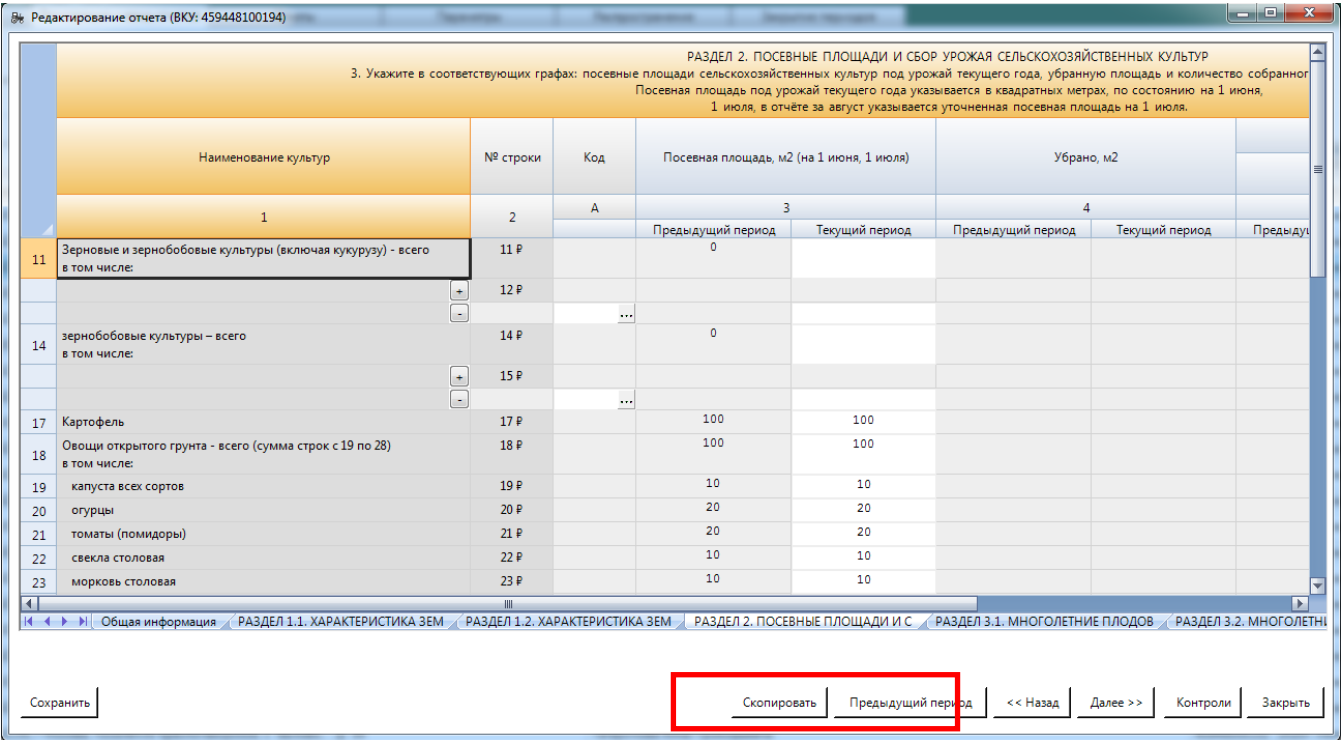 Редактирование отчета (ВКУ: 459448100194)
РАЗДЕЛ 2. ПОСЕВНЫЕ ПЛОЩАДИ И СБОР УРОЖАЯ СЕЛЬСКОХОЗЯЙСТВЕННЫХ КУЛЬТУР
3. Укажите в соответствующих графах: посевные площади сельскохозяйственных культур под урожай текущего года, убранную площадь и количество собранног
Посевная площадь под урожай текущего года указывается в квадратных метрах, по состоянию на 1 июня,
1 июля, в отчёте за август указывается уточненная посевная площадь на 1 июля.
Наименование культур № строки Код Посевная площадь, м2 (на 1 июня, 1 июля) Убрано, м2
1 2 А 3 4
Предыдущий период Текущий период Предыдущий период Текущий период Предыдущ
11 Зерновые и зернобобовые культуры (включая кукурузу) - всего 11 ₽ 0
в том числе:
+ 12 ₽
- ...
14 зернобобовые культуры – всего 14 ₽ 0
в том числе:
+ 15 ₽
- ...
17 Картофель 17 ₽ 100 100
18 Овощи открытого грунта - всего (сумма строк с 19 по 28) 18 ₽ 100 100
в том числе:
19 капуста всех сортов 19 ₽ 10 10
20 огурцы 20 ₽ 20 20
21 томаты (помидоры) 21 ₽ 20 20
22 свекла столовая 22 ₽ 10 10
23 морковь столовая 23 ₽ 10 10
Общая информация РАЗДЕЛ 1.1. ХАРАКТЕРИСТИКА ЗЕМ РАЗДЕЛ 1.2. ХАРАКТЕРИСТИКА ЗЕМ РАЗДЕЛ 2. ПОСЕВНЫЕ ПЛОЩАДИ И С РАЗДЕЛ 3.1. МНОГОЛЕТНИЕ ПЛОДОВ РАЗДЕЛ 3.2. МНОГОЛЕТНИ
Сохранить Скопировать Предыдущий период << Назад Далее >> Контроли Закрыть